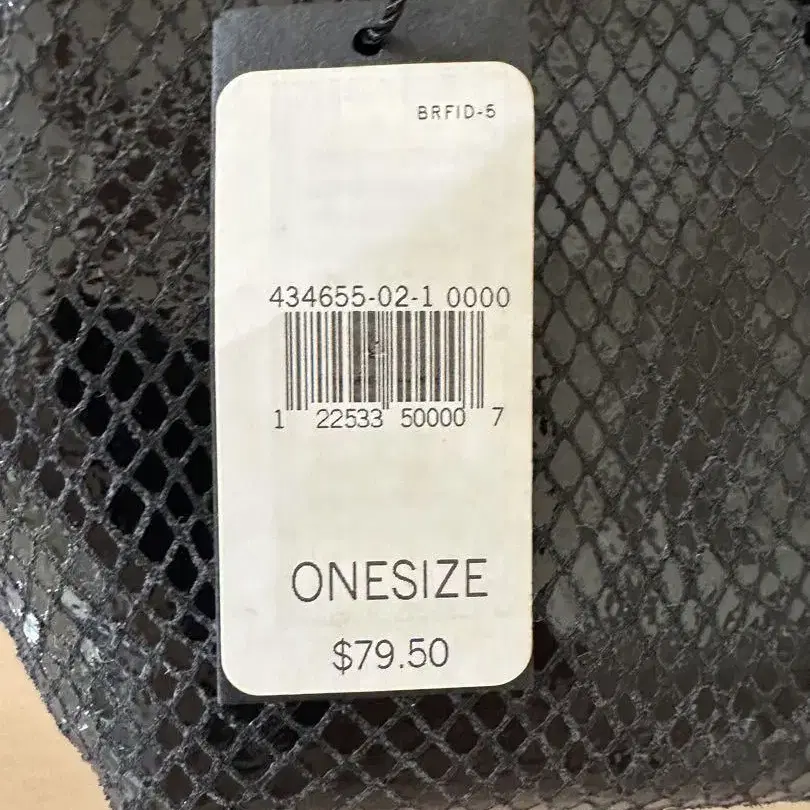 BRFID-5
434655-02-1 0000
1 22533 50000 7
ONESIZE
$79.50